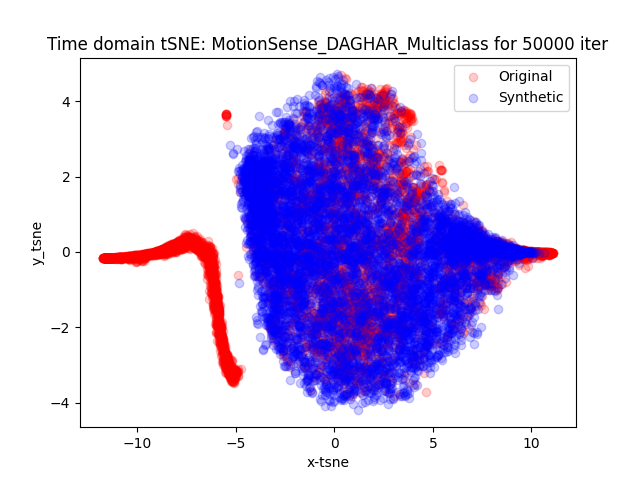 Time domain tSNE: MotionSense_DAGHAR_Multiclass for 50000 iter
Original
Synthetic
y_tsne
4
2
0
−2
−4
−10
−5
0
5
10
x-tsne